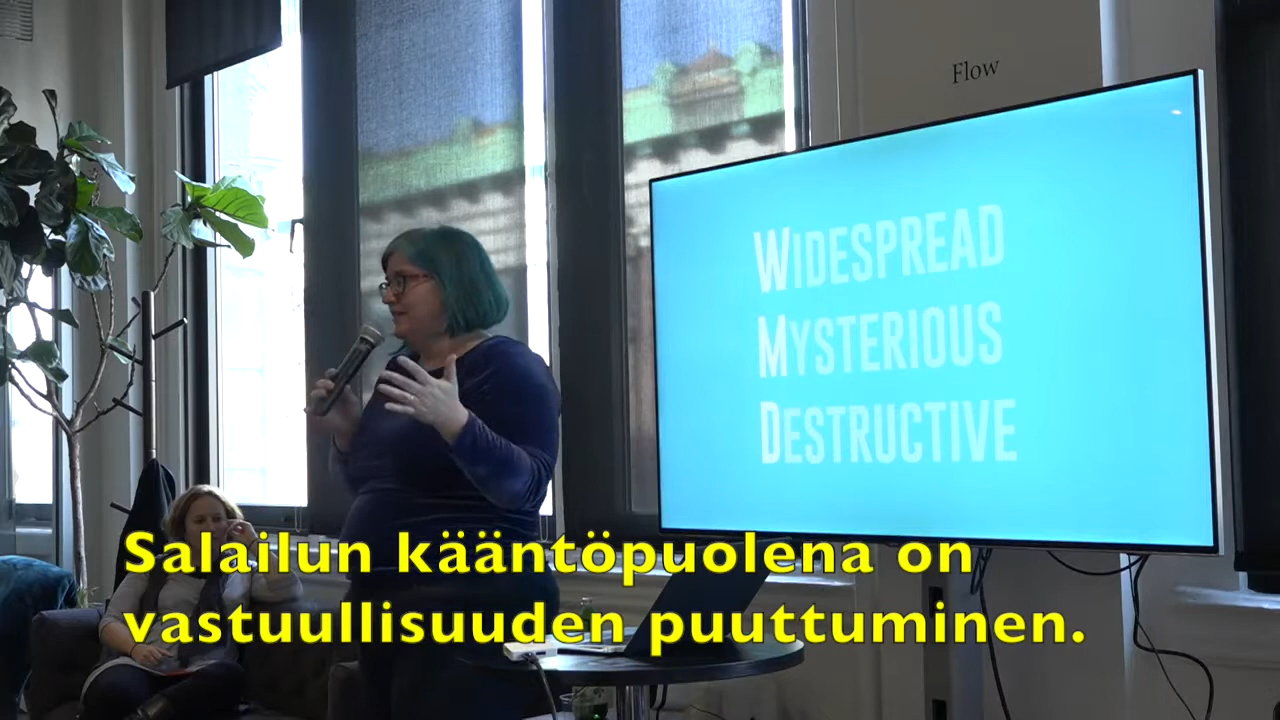 Flow
WIDESPREAD
MYSTERIOUS
DESTRUCTIVE
Salailun kääntöpuolena on
vastuullisuuden puuttuminen.